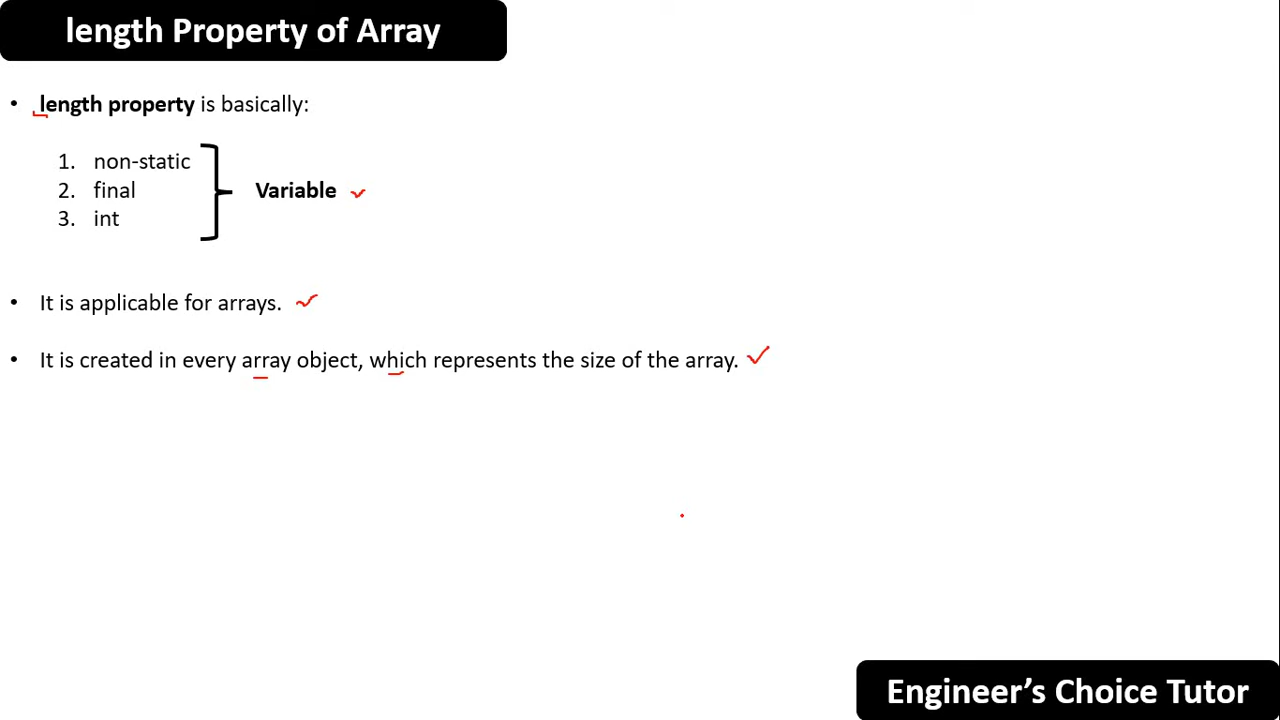 length Property of Array
• length property is basically:
1. non-static
2. final
3. int
Variable
• It is applicable for arrays.
• It is created in every array object, which represents the size of the array.
Engineer’s Choice Tutor